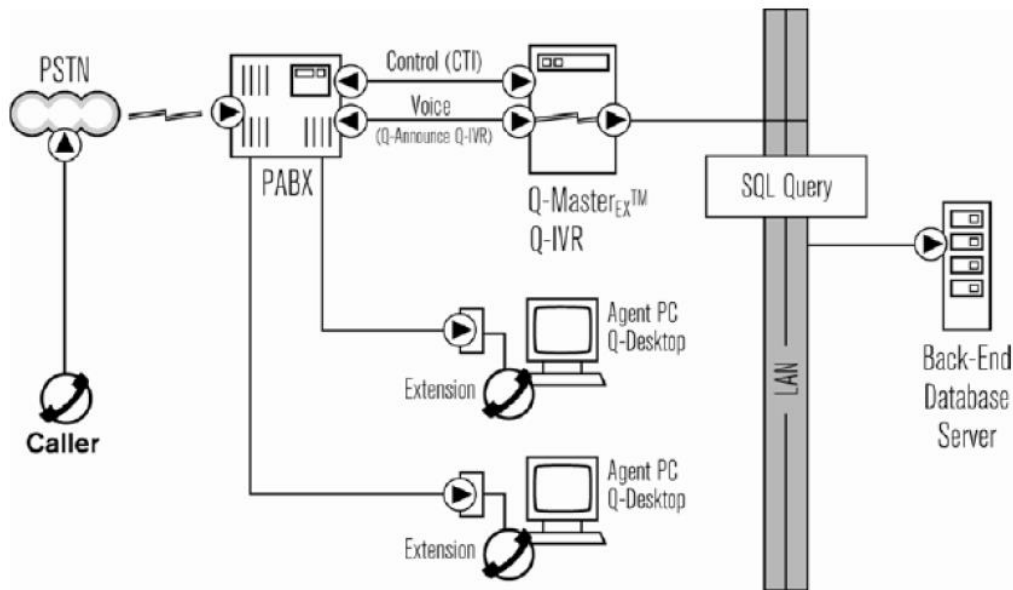 PSTN
Control (CTI)
Voice
(Q-Announce Q-IVR)
PABX
Q-MasterEX™
Q-IVR
SQL Query
Agent PC
Q-Desktop
Extension
Back-End
Database
Server
LAN
Caller
Agent PC
Q-Desktop
Extension